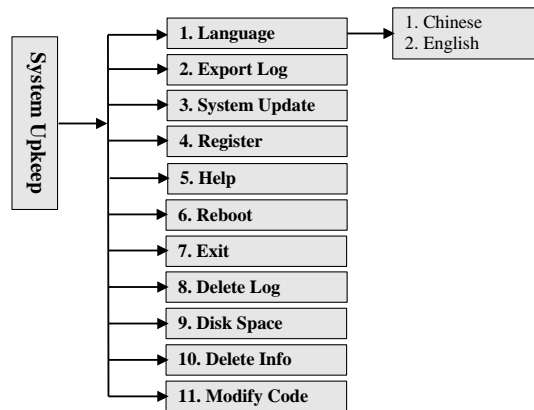 System Upkeep
1. Language
1. Chinese
2. English
2. Export Log
3. System Update
4. Register
5. Help
6. Reboot
7. Exit
8. Delete Log
9. Disk Space
10. Delete Info
11. Modify Code